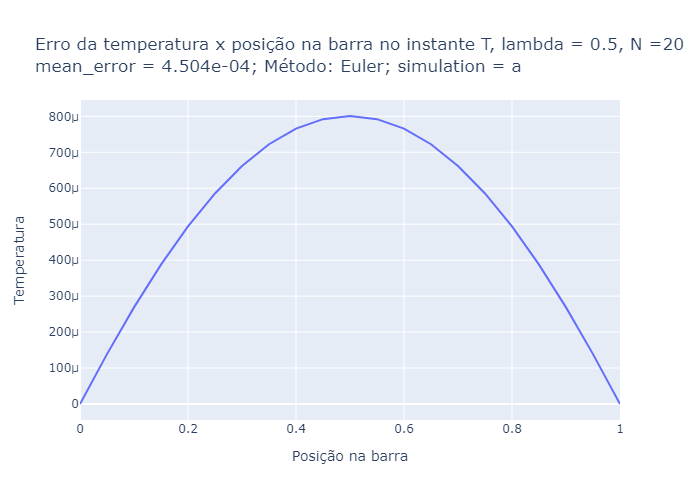 Erro da temperatura x posição na barra no instante T, lambda = 0.5, N =20
mean_error = 4.504e-04; Método: Euler; simulation = a
800µ
700µ
600µ
500µ
400µ
300µ
200µ
100µ
0
Temperatura
0 0.2 0.4 0.6 0.8 1
Posição na barra